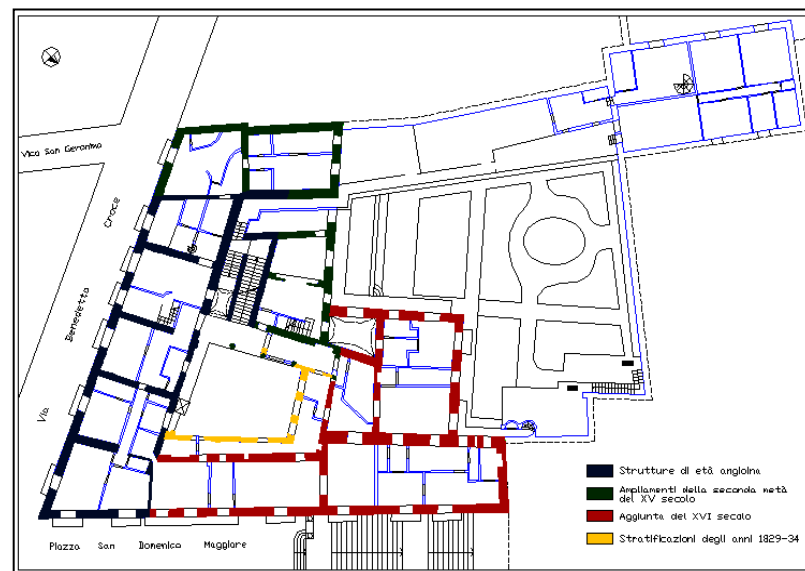 Vico San Geronimo
Via Benedetto Croce
Piazza San Domenico Maggiore
Strutture di età angioina
Ampliamenti della seconda metà
del XV secolo
Aggiunte del XVI secolo
Stratificazioni degli anni 1829-34